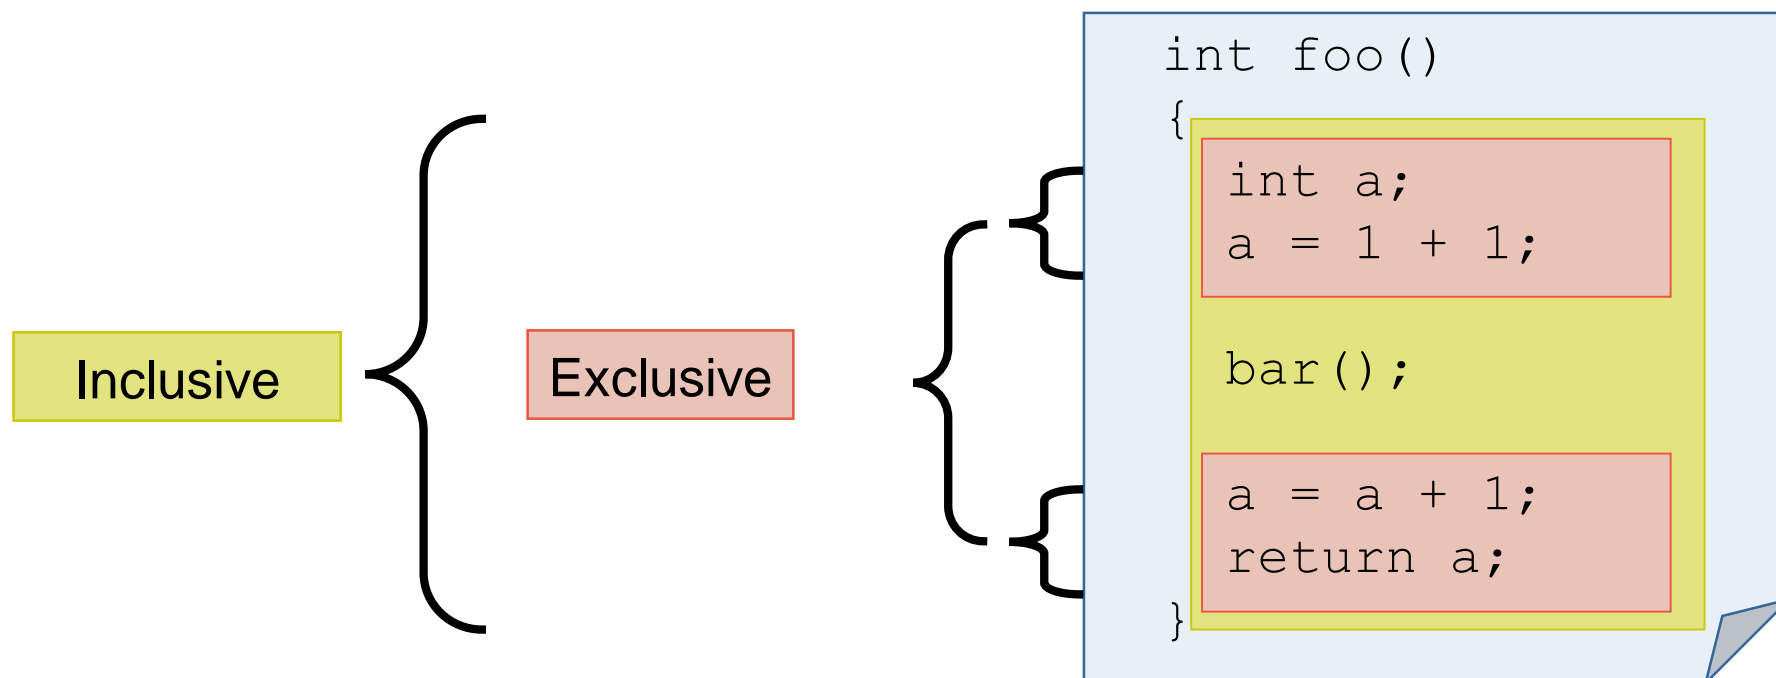 Inclusive
Exclusive
int foo()
{
int a;
a = 1 + 1;
bar();
a = a + 1;
return a;
}